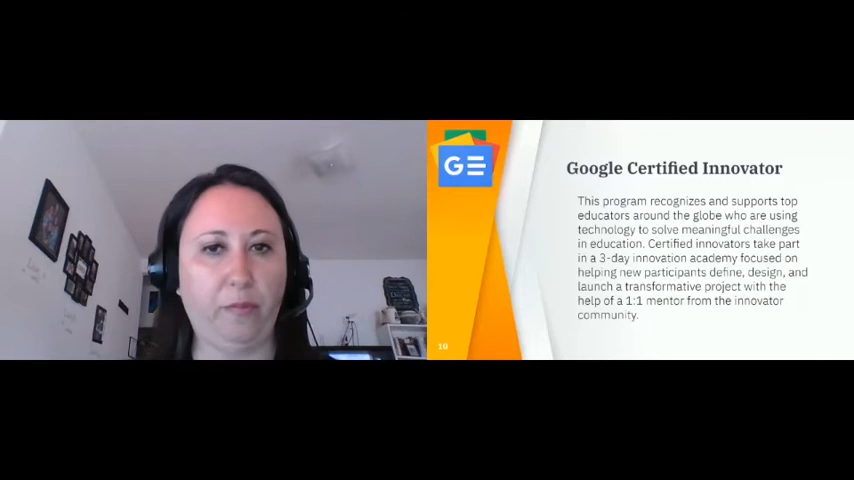 GE
Google Certified Innovator
This program recognizes and supports top
educators around the globe who are using
technology to solve meaningful challenges
in education. Certified innovators take part
in a 3-day innovation academy focused on
helping new participants define, design, and
launch a transformative project with the
help of a 1:1 mentor from the innovator
community.
10